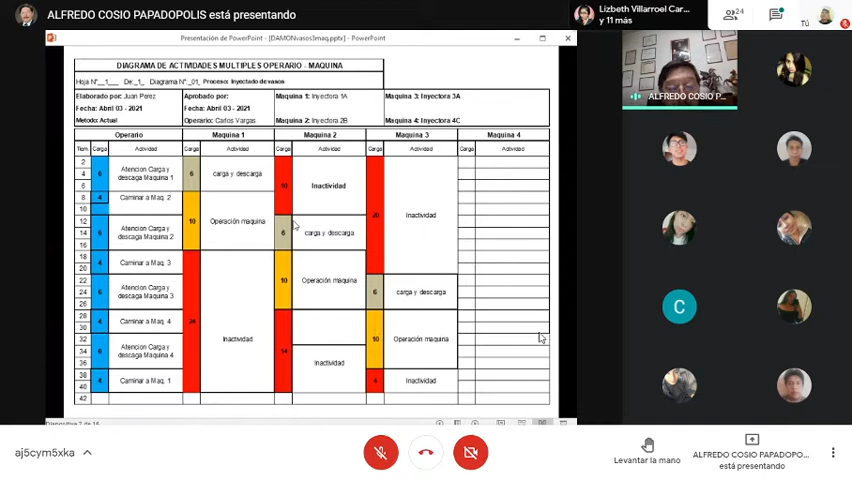 ALFREDO COSIO PAPADOPOLIS está presentando
Lizbeth Villarroel Car...
y 11 más
24
Tú
Presentación de PowerPoint - [DAMONvasos3maq.pptx] - PowerPoint
DIAGRAMA DE ACTIVIDADES MULTIPLES OPERARIO - MAQUINA
Hoja N°__1___ De:_1_ Diagrama N°_01_ Proceso: Inyectado de vasos
Elaborado por: Juan Perez
Aprobado por:
Maquina 1: Inyectora 1A
Maquina 3: Inyectora 3A
Fecha: Abril 03 - 2021
Fecha: Abril 03 - 2021
Metodo: Actual
Operario: Carlos Vargas
Maquina 2: Inyectora 2B
Maquina 4: Inyectora 4C
Operario
Maquina 1
Maquina 2
Maquina 3
Maquina 4
Tiem. Carga Actividad Carga Actividad Carga Actividad Carga Actividad Carga Actividad
2
4 6 Atencion Carga y descaga Maquina 1 6 carga y descarga
6 10 Inactividad
8 4 Caminar a Maq. 2
10 20 Inactividad
12 10 Operación maquina
14 6 Atencion Carga y descaga Maquina 2 6 carga y descarga
16
18 4 Caminar a Maq. 3
20
22 10 Operación maquina
24 6 Atencion Carga y descaga Maquina 3 6 carga y descarga
26
28 4 Caminar a Maq. 4 24
30
32 Inactividad 10 Operación maquina
34 6 Atencion Carga y descaga Maquina 4 14 Inactividad
36
38 4 Caminar a Maq. 1 4 Inactividad
40
42
Diapositiva 7 de 16
ALFREDO COSIO P...
C
aj5cym5xka
Levantar la mano
ALFREDO COSIO PAPADOPO...
está presentando